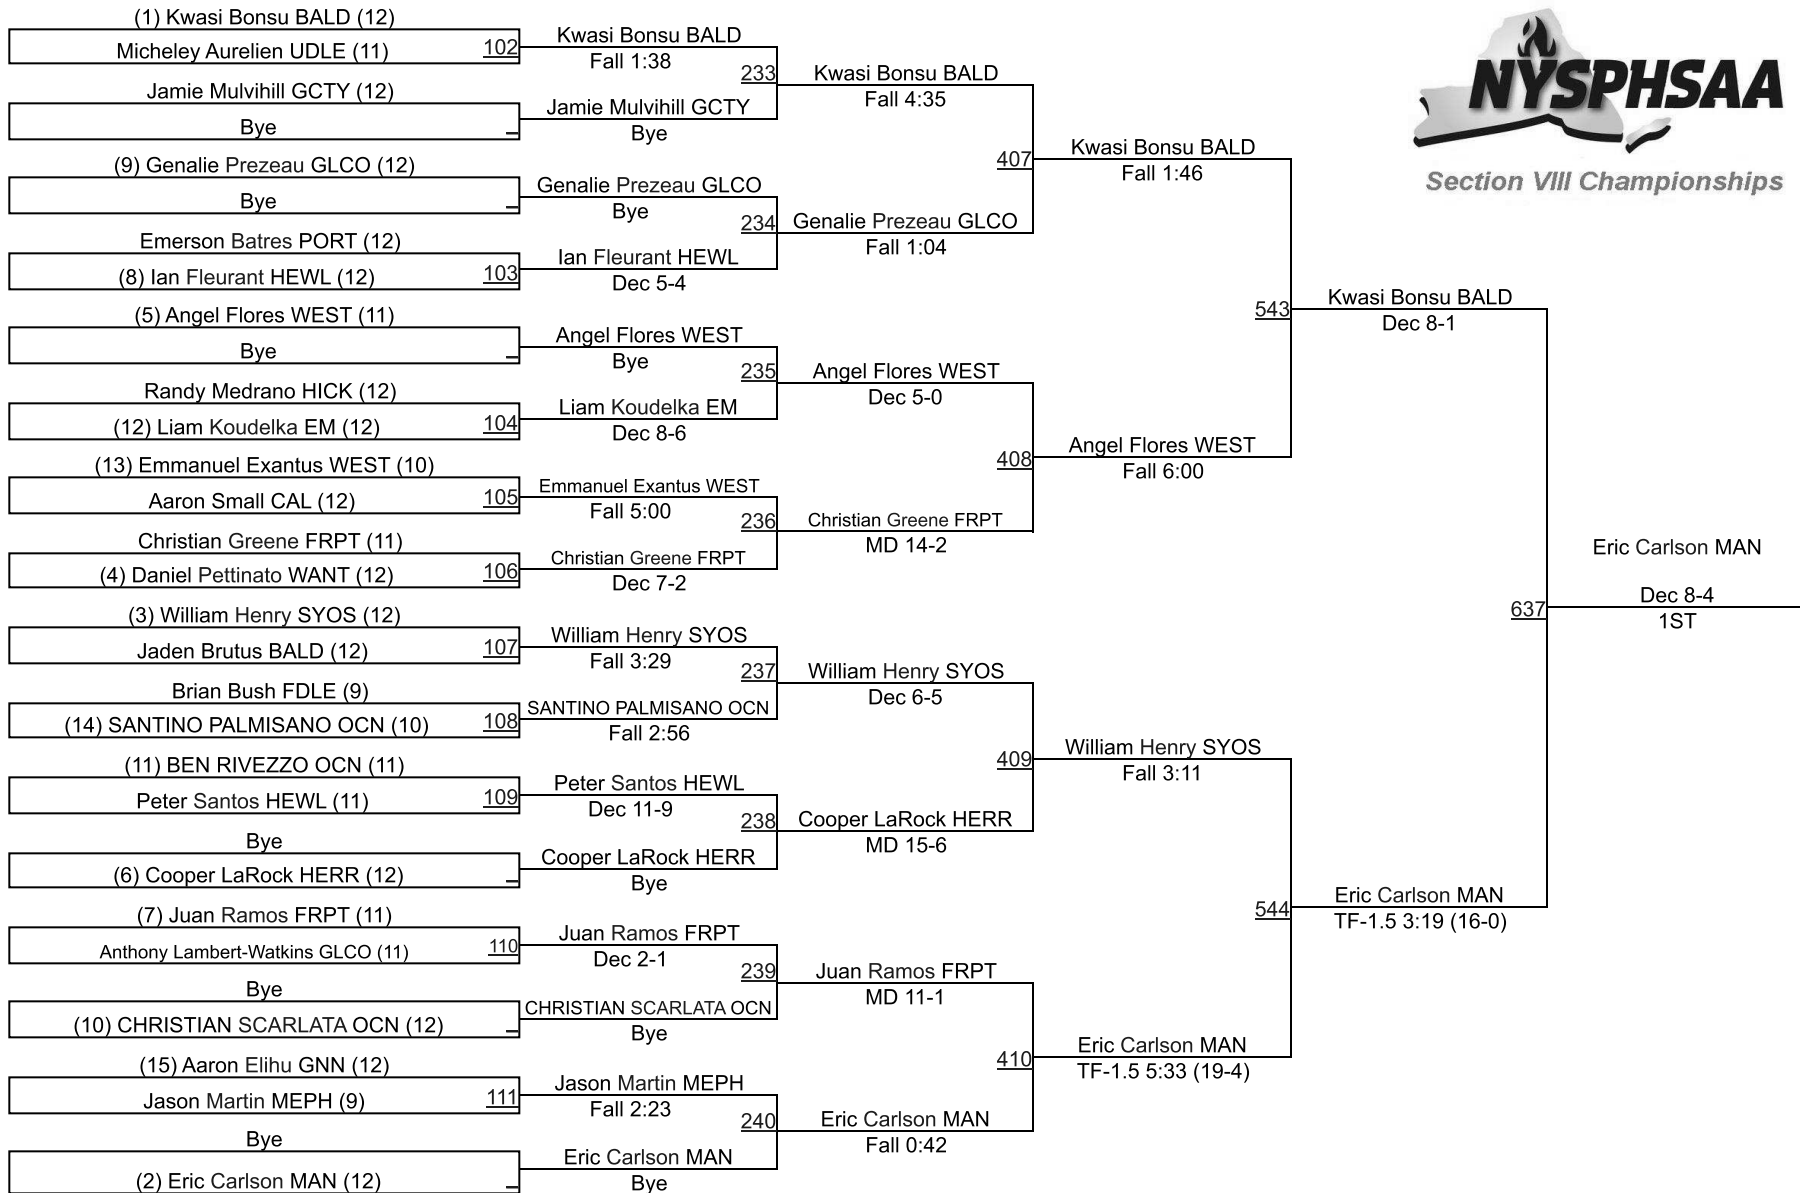 (1) Kwasi Bonsu BALD (12)
Micheley Aurelien UDLE (11) 102
Jamie Mulvihill GCTY (12)
Bye
(9) Genalie Prezeau GLCO (12)
Bye
Emerson Batres PORT (12)
(8) Ian Fleurant HEWL (12) 103
(5) Angel Flores WEST (11)
Bye
Randy Medrano HICK (12)
(12) Liam Koudelka EM (12) 104
(13) Emmanuel Exantus WEST (10)
Aaron Small CAL (12) 105
Christian Greene FRPT (11)
(4) Daniel Pettinato WANT (12) 106
(3) William Henry SYOS (12)
Jaden Brutus BALD (12) 107
Brian Bush FDLE (9)
(14) SANTINO PALMISANO OCN (10) 108
(11) BEN RIVEZZO OCN (11)
Peter Santos HEWL (11) 109
Bye
(6) Cooper LaRock HERR (12)
(7) Juan Ramos FRPT (11)
Anthony Lambert-Watkins GLCO (11) 110
Bye
(10) CHRISTIAN SCARLATA OCN (12)
(15) Aaron Elihu GNN (12)
Jason Martin MEPH (9) 111
Bye
(2) Eric Carlson MAN (12)
Kwasi Bonsu BALD
Fall 1:38
233
Jamie Mulvihill GCTY
Bye
Genalie Prezeau GLCO
Bye
234
Ian Fleurant HEWL
Dec 5-4
Angel Flores WEST
Bye
235
Liam Koudelka EM
Dec 8-6
Emmanuel Exantus WEST
Fall 5:00
236
Christian Greene FRPT
Dec 7-2
William Henry SYOS
Fall 3:29
237
SANTINO PALMISANO OCN
Fall 2:56
Peter Santos HEWL
Dec 11-9
238
Cooper LaRock HERR
Bye
Juan Ramos FRPT
Dec 2-1
239
CHRISTIAN SCARLATA OCN
Bye
Jason Martin MEPH
Fall 2:23
240
Eric Carlson MAN
Bye
Kwasi Bonsu BALD
Fall 4:35
407
Genalie Prezeau GLCO
Fall 1:04
Angel Flores WEST
Dec 5-0
408
Christian Greene FRPT
MD 14-2
William Henry SYOS
Dec 6-5
409
Cooper LaRock HERR
MD 15-6
Juan Ramos FRPT
MD 11-1
410
Eric Carlson MAN
Fall 0:42
Kwasi Bonsu BALD
Fall 1:46
543
Angel Flores WEST
Fall 6:00
William Henry SYOS
Fall 3:11
544
Eric Carlson MAN
TF-1.5 5:33 (19-4)
Kwasi Bonsu BALD
Dec 8-1
637
Eric Carlson MAN
TF-1.5 3:19 (16-0)
Eric Carlson MAN
Dec 8-4
1ST
NYSPHSAA
Section VIII Championships